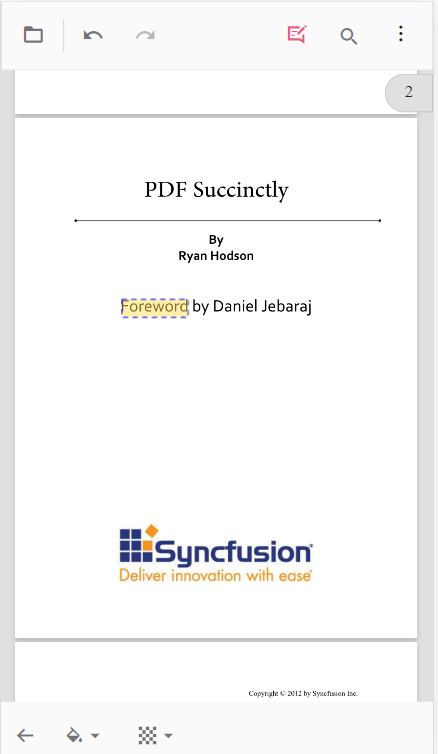 2
PDF Succinctly
By
Ryan Hodson
Foreword by Daniel Jebaraj
Syncfusion®
Deliver innovation with ease®
Copyright © 2012 by Syncfusion Inc.